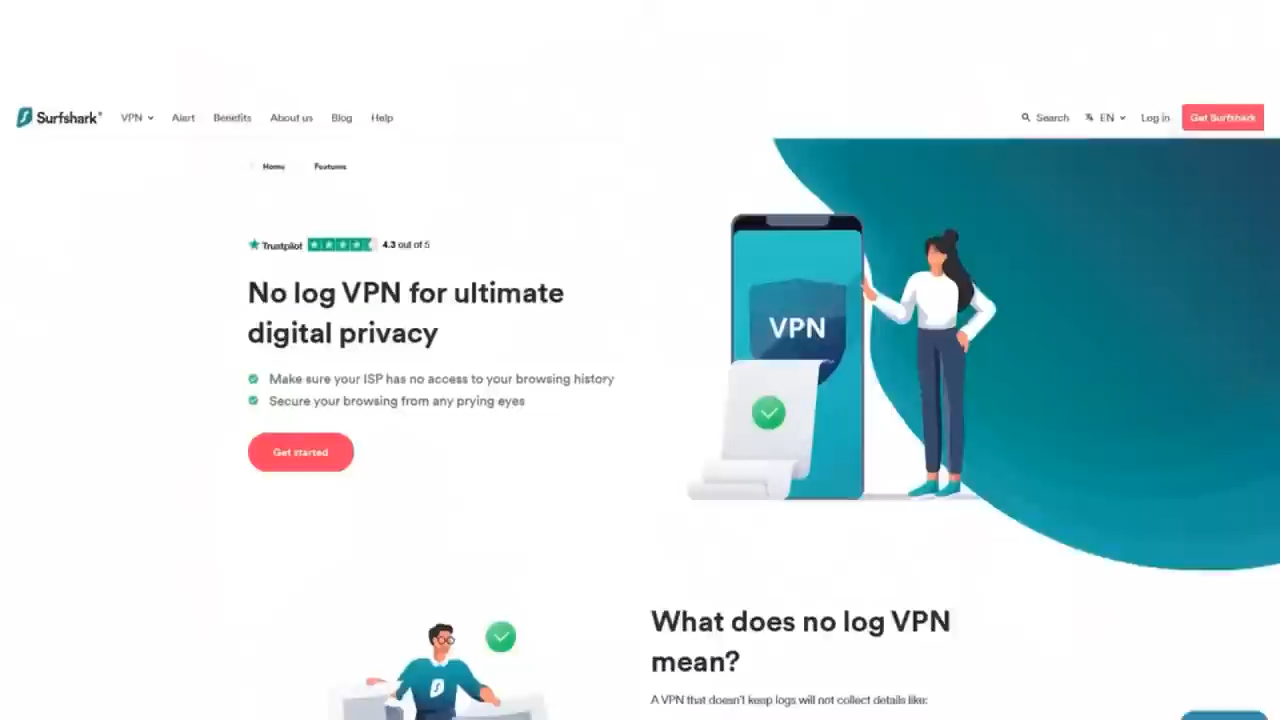 Surfshark®
VPN
Alert
Benefits
About us
Blog
Help
Search
EN
Log in
Get Surfshark
Home
Features
Trustpilot
4.3 out of 5
No log VPN for ultimate
digital privacy
Make sure your ISP has no access to your browsing history
Secure your browsing from any prying eyes
Get started
VPN
What does no log VPN
mean?
A VPN that doesn't keep logs will not collect details like: